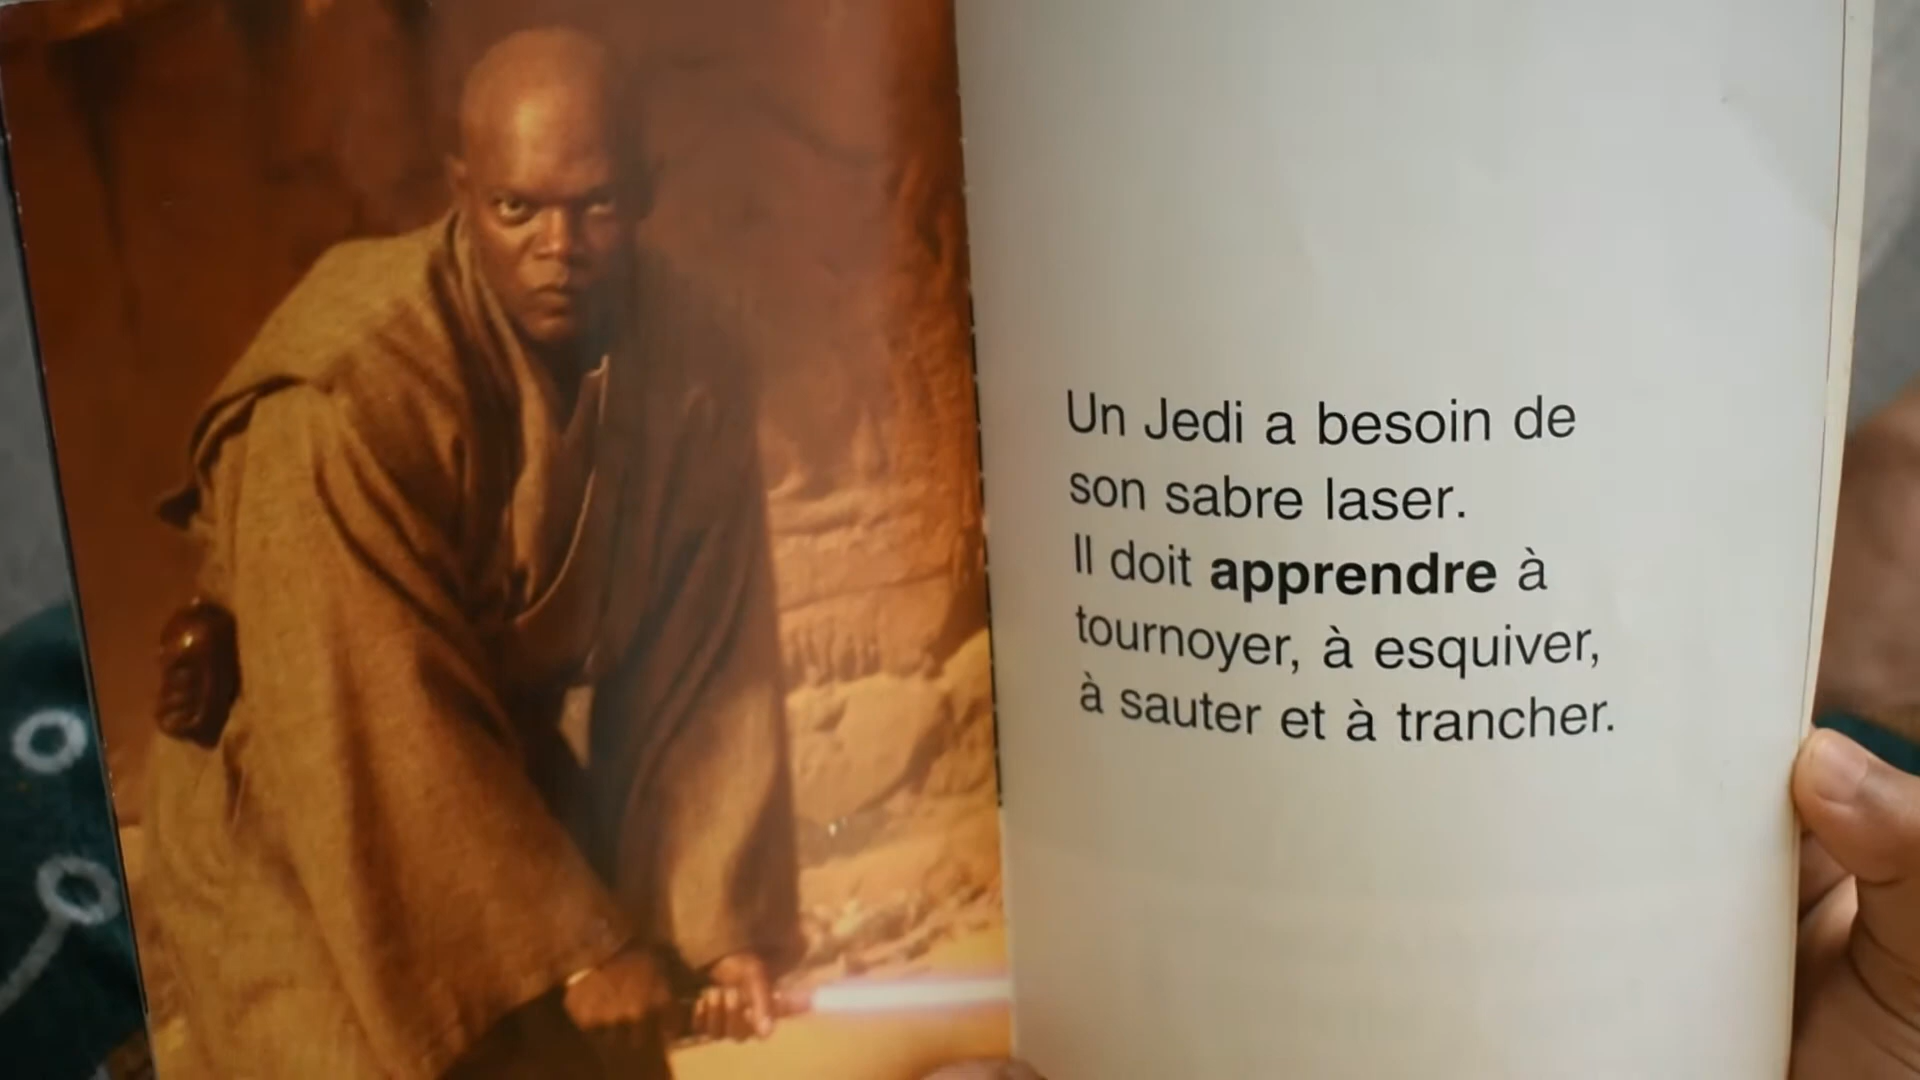 Un Jedi a besoin de
son sabre laser.
Il doit apprendre à
tournoyer, à esquiver,
à sauter et à trancher.